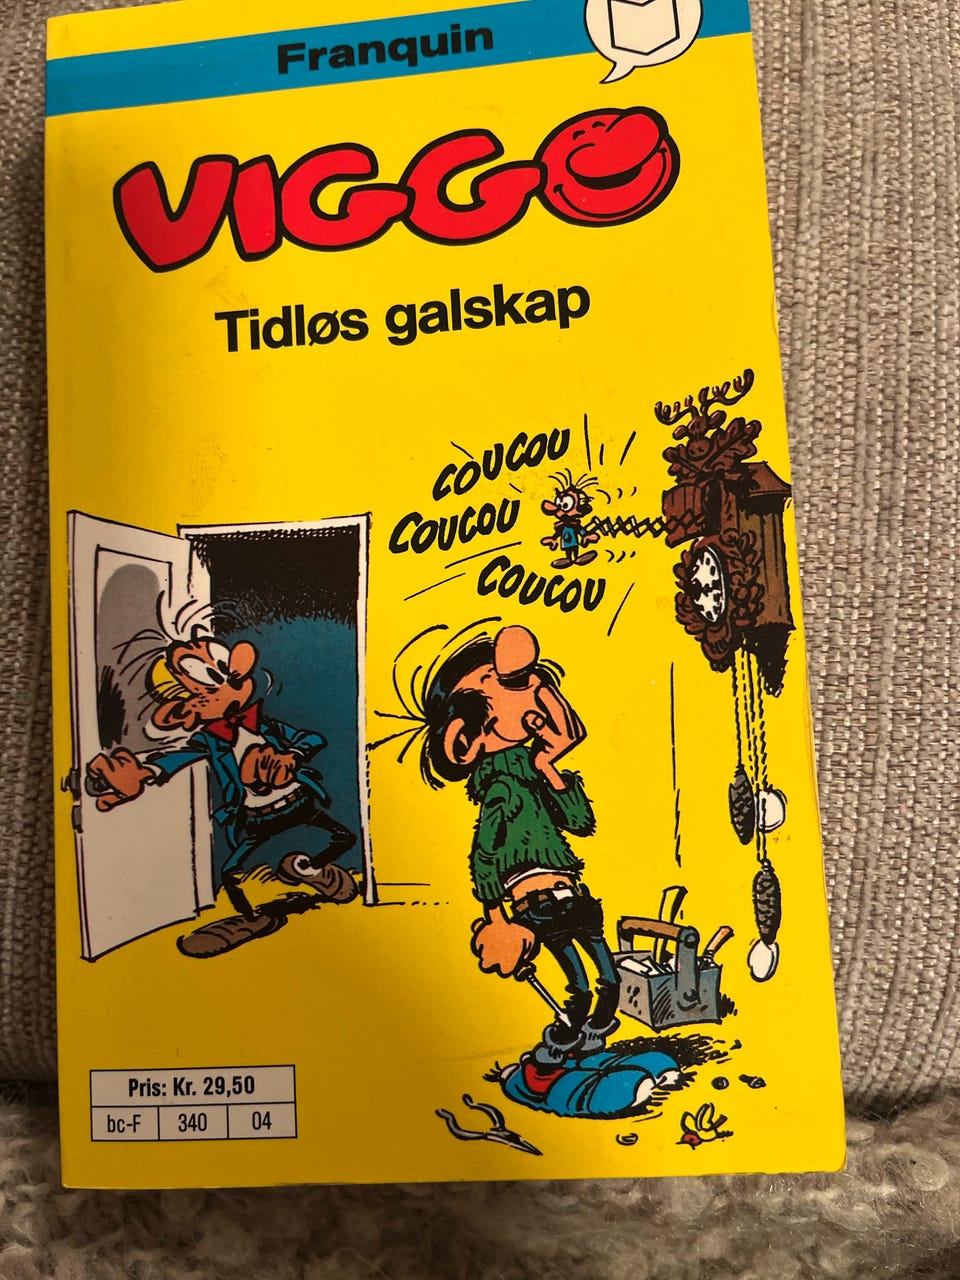 Franquin
VIGGO
Tidløs galskap
COUCOU
COUCOU
COUCOU
Pris: Kr. 29,50
bc-F 340 04